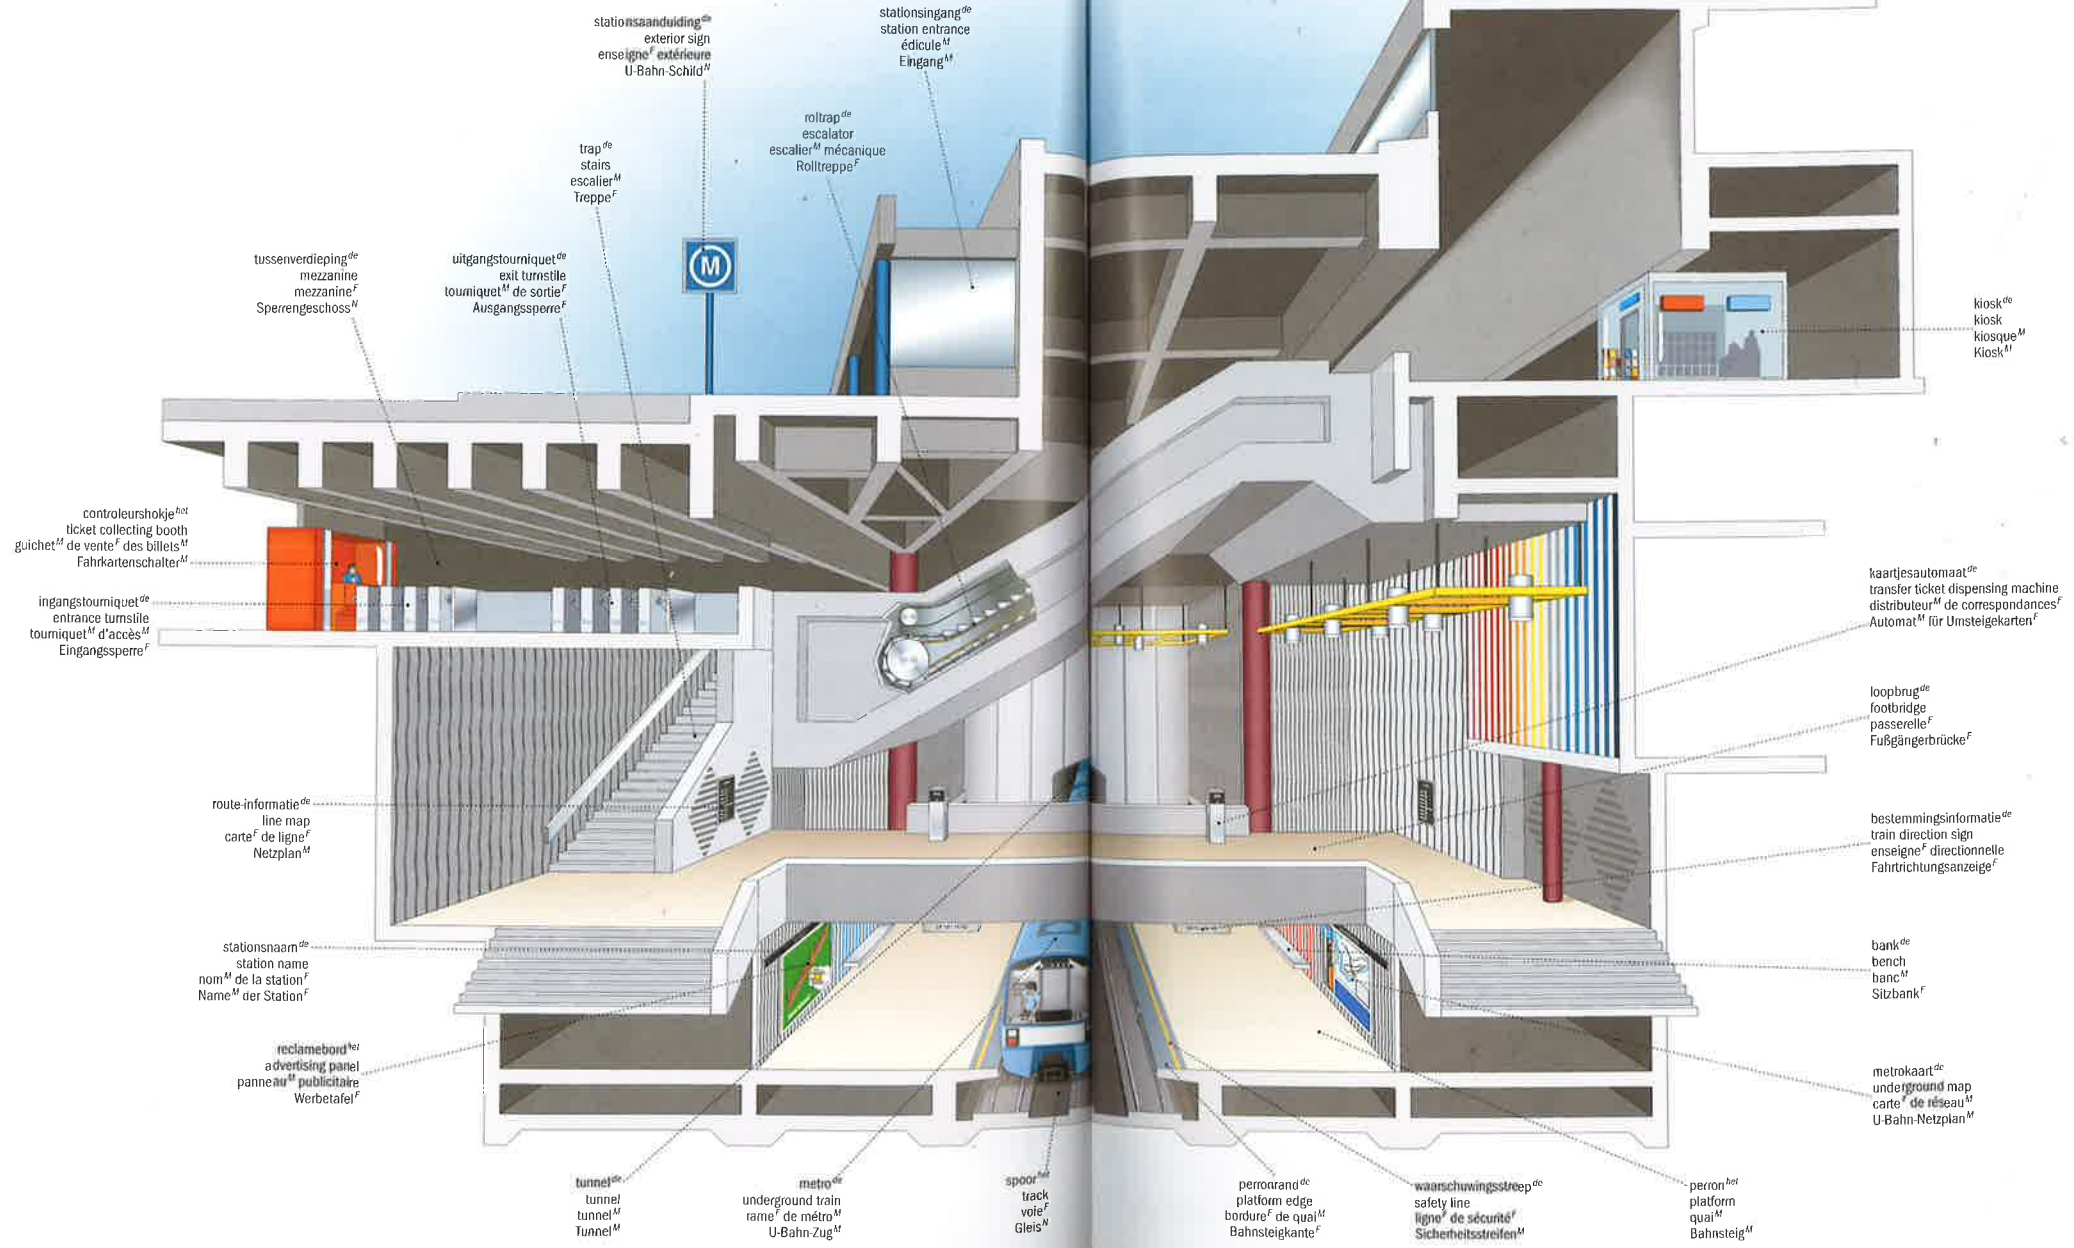 stationsaanduiding de
exterior sign
enseigne F extérieure
U-Bahn-Schild N
stationsingang de
station entrance
édicule M
Eingang M
roltrap de
escalator
escalier M mécanique
Rolltreppe F
trap de
stairs
escalier M
Treppe F
tussenverdieping de
mezzanine
mezzanine F
Sperrengeschoss N
uitgangstourniquet de
exit turnstile
tourniquet M de sortie F
Ausgangssperre F
M
kiosk de
kiosk
kiosque M
Kiosk M
controleurshokje het
ticket collecting booth
guichet M de vente F des billets M
Fahrkartenschalter M
ingangstourniquet de
entrance turnstile
tourniquet M d'accès M
Eingangssperre F
kaartjesautomaat de
transfer ticket dispensing machine
distributeur M de correspondances F
Automat M für Umsteigekarten F
loopbrug de
footbridge
passerelle F
Fußgängerbrücke F
route-informatie de
line map
carte F de ligne F
Netzplan M
bestemmingsinformatie de
train direction sign
enseigne F directionnelle
Fahrtrichtungsanzeige F
stationsnaam de
station name
nom M de la station F
Name M der Station F
bank de
bench
banc M
Sitzbank F
reclamebord het
advertising panel
panneau M publicitaire
Werbetafel F
metrokaart de
underground map
carte F de réseau M
U-Bahn-Netzplan M
tunnel de
tunnel
tunnel M
Tunnel M
metro de
underground train
rame F de métro M
U-Bahn-Zug M
spoor het
track
voie F
Gleis N
perronrand de
platform edge
bordure F de quai M
Bahnsteigkante F
waarschuwingsstreep de
safety line
ligne F de sécurité F
Sicherheitsstreifen M
perron het
platform
quai M
Bahnsteig M